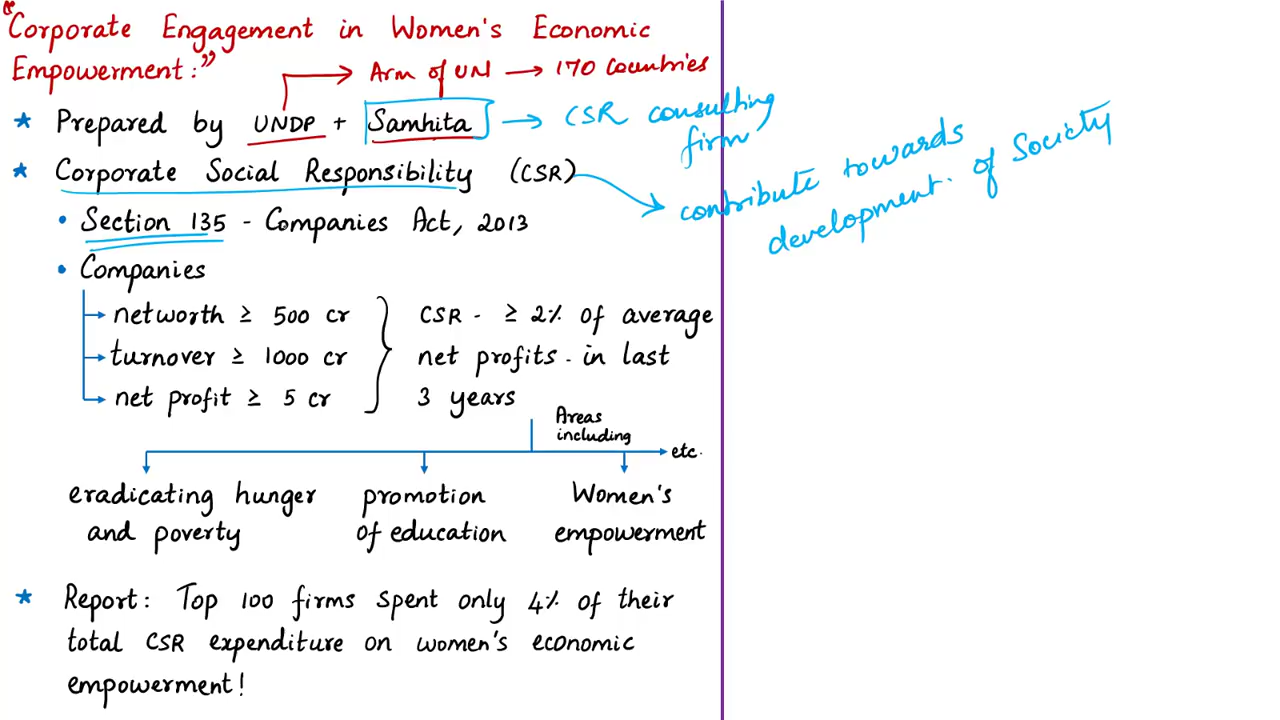 "Corporate Engagement in Women's Economic
Empowerment:"
Arm of UN → 170 Countries
* Prepared by UNDP + Samhita → CSR consulting
firm
* Corporate Social Responsibility (CSR)
contribute towards
development. of Society
• Section 135 - Companies Act, 2013
• Companies
→ networth ≥ 500 cr
→ turnover ≥ 1000 cr
→ net profit ≥ 5 cr
CSR - ≥ 2% of average
net profits - in last
3 years
Areas
including
etc.
eradicating hunger
and poverty
promotion
of education
Women's
empowerment
* Report: Top 100 firms spent only 4% of their
total CSR expenditure on women's economic
empowerment!